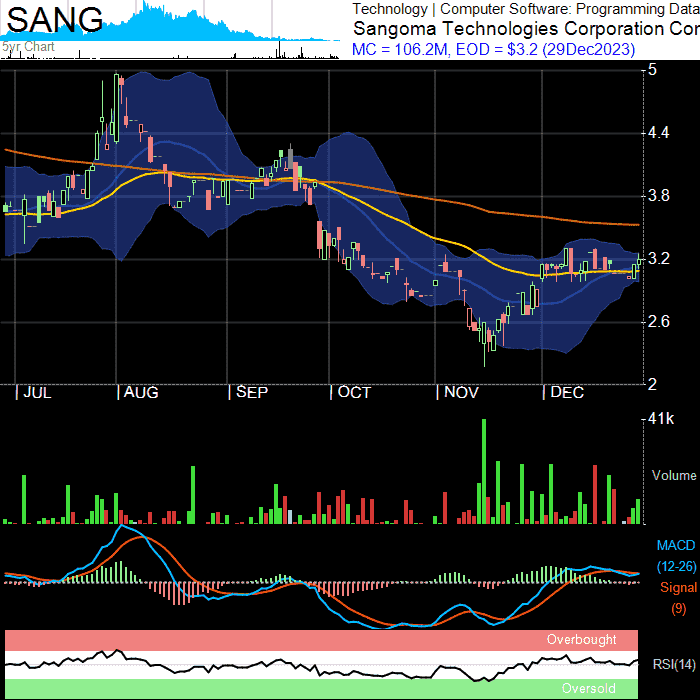 SANG
5yr Chart
Technology | Computer Software: Programming Data
Sangoma Technologies Corporation Cor
MC = 106.2M, EOD = $3.2 (29Dec2023)
5
4.4
3.8
3.2
2.6
2
JUL
AUG
SEP
OCT
NOV
DEC
41k
Volume
MACD
(12-26)
Signal
(9)
Overbought
RSI(14)
Oversold